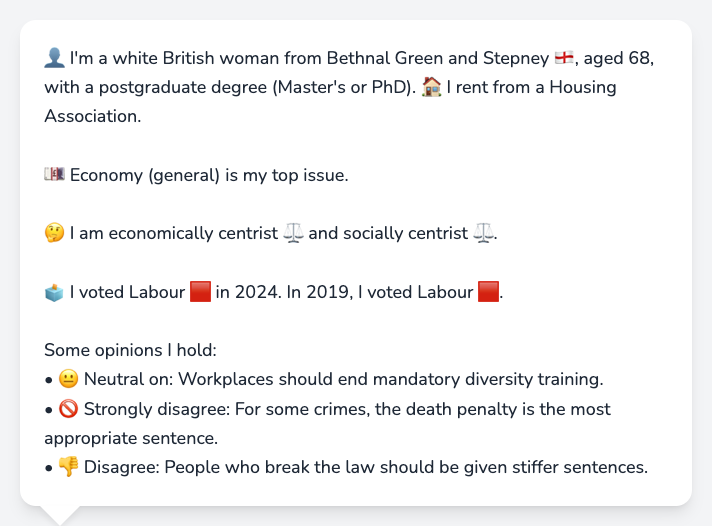 👤 I'm a white British woman from Bethnal Green and Stepney 🏴󠁧󠁢󠁥󠁮󠁧󠁿, aged 68,
with a postgraduate degree (Master's or PhD). 🏠 I rent from a Housing
Association.
💷 Economy (general) is my top issue.
🤔 I am economically centrist ⚖️ and socially centrist ⚖️.
🗳️ I voted Labour 🟥 in 2024. In 2019, I voted Labour 🟥.
Some opinions I hold:
• 😐 Neutral on: Workplaces should end mandatory diversity training.
• 🚫 Strongly disagree: For some crimes, the death penalty is the most
appropriate sentence.
• 👎 Disagree: People who break the law should be given stiffer sentences.